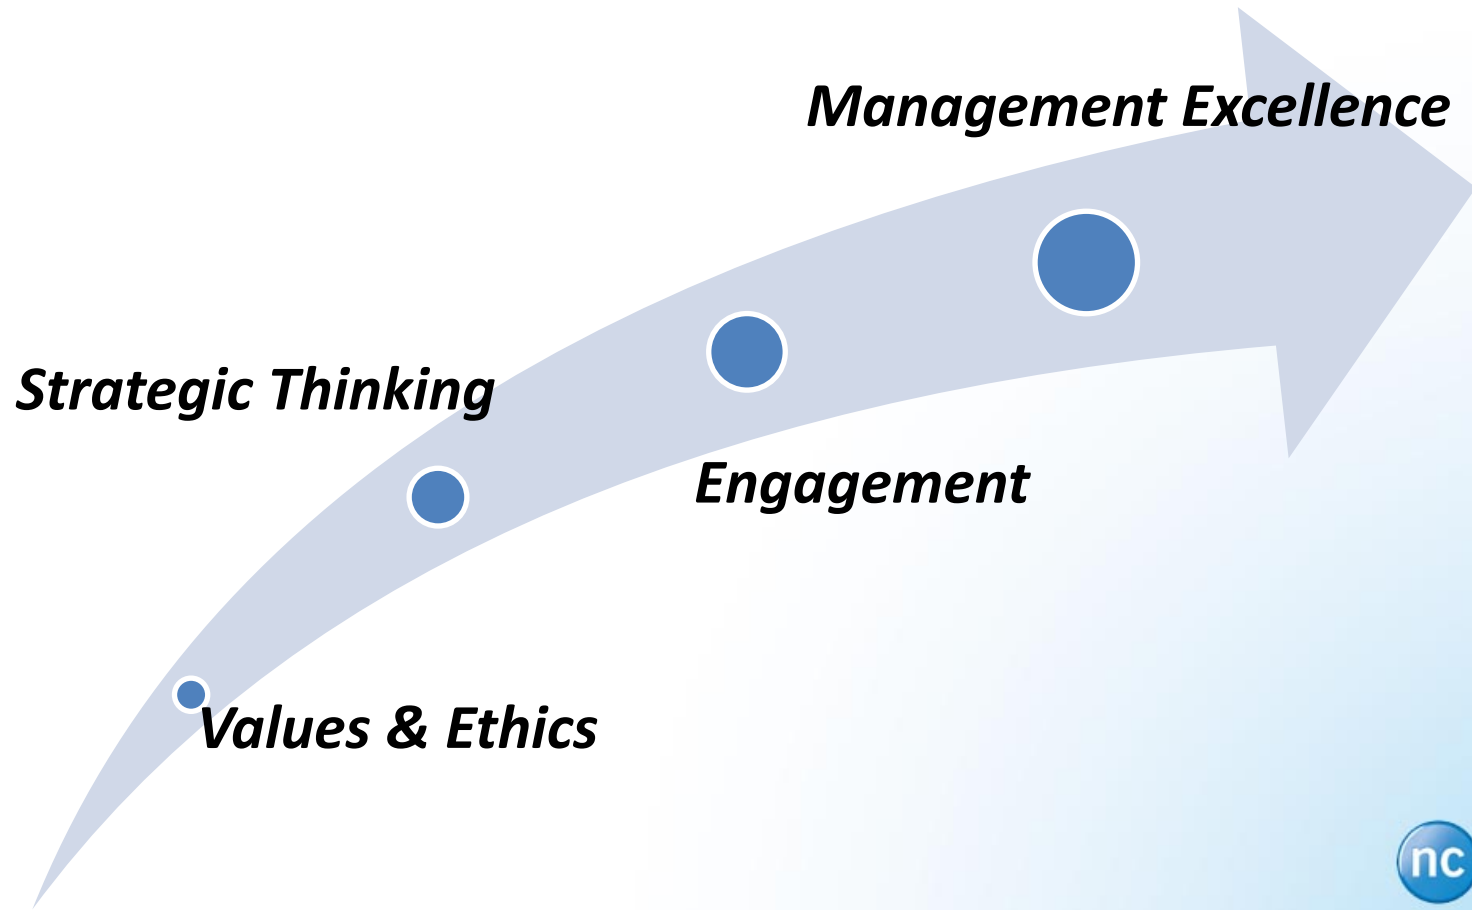 Management Excellence
Strategic Thinking
Engagement
Values & Ethics
nc